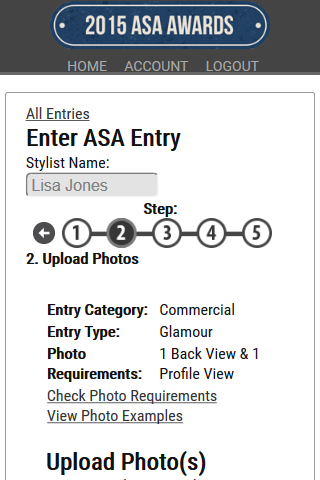 2015 ASA AWARDS
HOME ACCOUNT LOGOUT
All Entries
Enter ASA Entry
Stylist Name:
Lisa Jones
Step:
1 2 3 4 5
2. Upload Photos
Entry Category: Commercial
Entry Type: Glamour
Photo 1 Back View & 1
Requirements: Profile View
Check Photo Requirements
View Photo Examples
Upload Photo(s)